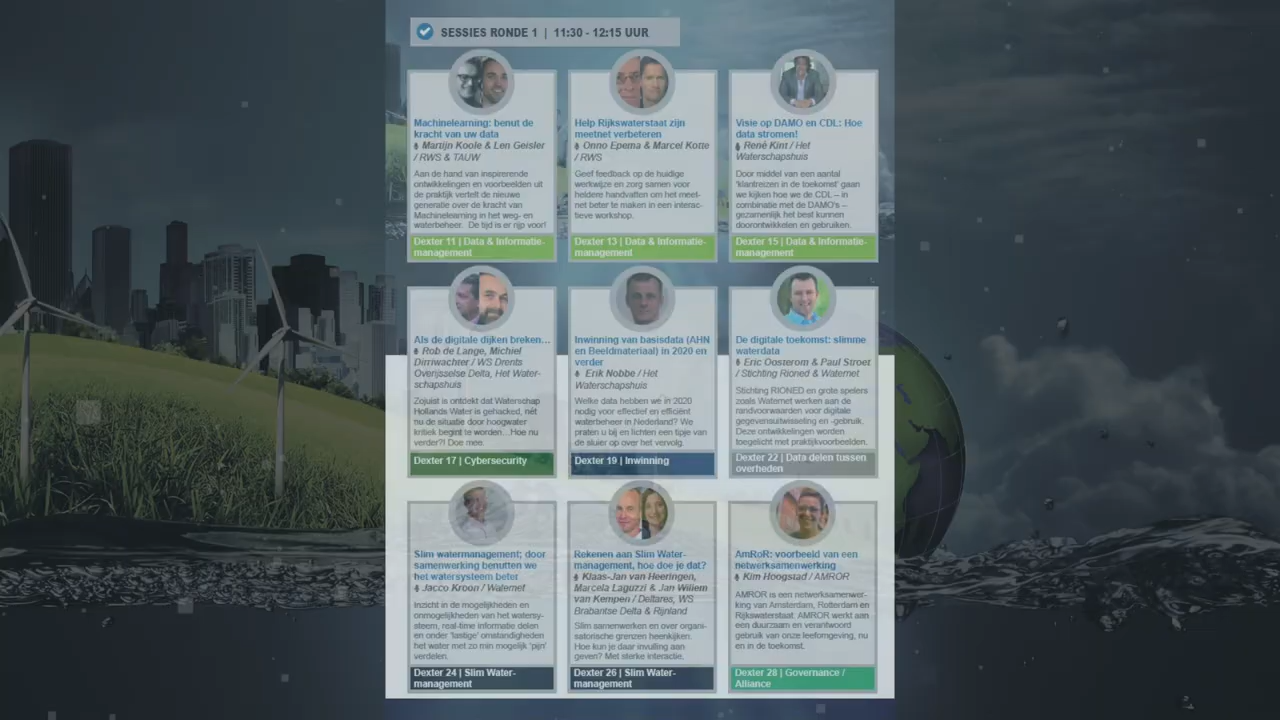 SESSIES RONDE 1 | 11:30 - 12:15 UUR
Machinelearning: benut de
kracht van uw data
Martijn Koole & Len Geisler
/ RWS & TAUW
Aan de hand van inspirerende
ontwikkelingen en voorbeelden uit
de praktijk vertelt de nieuwe
generatie over de kracht van
Machinelearning in het weg- en
waterbeheer. De tijd is er rijp voor!
Dexter 11 | Data & Informatie-
management
Help Rijkswaterstaat zijn
meetnet verbeteren
Onno Epema & Marcel Kotte
/ RWS
Geef feedback op de huidige
werkwijze en zorg samen voor
heldere handvatten om het meet-
net beter te maken in een interac-
tieve workshop.
Dexter 13 | Data & Informatie-
management
Visie op DAMO en CDL: Hoe
data stromen!
René Kint / Het
Waterschapshuis
Door middel van een aantal
'klantreizen in de toekomst' gaan
we kijken hoe we de CDL – in
combinatie met de DAMO's –
gezamenlijk het best kunnen
doorontwikkelen en gebruiken.
Dexter 15 | Data & Informatie-
management
Als de digitale dijken breken...
Rob de Lange, Michiel
Dirriwachter / WS Drents
Overijsselse Delta, Het Water-
schapshuis
Zojuist is ontdekt dat Waterschap
Hollands Water is gehacked, nét
nu de situatie door hoogwater
kritiek begint te worden…Hoe nu
verder?! Doe mee.
Dexter 17 | Cybersecurity
Inwinning van basisdata (AHN
en Beeldmateriaal) in 2020 en
verder
Erik Nobbe / Het
Waterschapshuis
Welke data hebben we in 2020
nodig voor effectief en efficiënt
waterbeheer in Nederland? We
praten u bij en lichten een tipje van
de sluier op over het vervolg.
Dexter 19 | Inwinning
De digitale toekomst: slimme
waterdata
Eric Oosterom & Paul Stroet
/ Stichting Rioned & Waternet
Stichting RIONED en grote spelers
zoals Waternet werken aan de
randvoorwaarden voor digitale
gegevensuitwisseling en -gebruik.
Deze ontwikkelingen worden
toegelicht met praktijkvoorbeelden.
Dexter 22 | Data delen tussen
overheden
Slim watermanagement; door
samenwerking benutten we
het watersysteem beter
Jacco Kroon / Waternet
Inzicht in de mogelijkheden en
onmogelijkheden van het watersy-
steem, real-time informatie delen
en onder 'lastige' omstandigheden
het water met zo min mogelijk 'pijn'
verdelen.
Dexter 24 | Slim Water-
management
Rekenen aan Slim Water-
management, hoe doe je dat?
Klaas-Jan van Heeringen,
Marcela Laguzzi & Jan Willem
van Kempen / Deltares, WS
Brabantse Delta & Rijnland
Slim samenwerken en over organi-
satorische grenzen heenkijken.
Hoe kun je daar invulling aan
geven? Met sterke interactie.
Dexter 26 | Slim Water-
management
AmRoR: voorbeeld van een
netwerksamenwerking
Kim Hoogstad / AMROR
AMROR is een netwerksamenwer-
king van Amsterdam, Rotterdam en
Rijkswaterstaat. AMROR werkt aan
een duurzaam en verantwoord
gebruik van onze leefomgeving, nu
en in de toekomst.
Dexter 28 | Governance /
Alliance